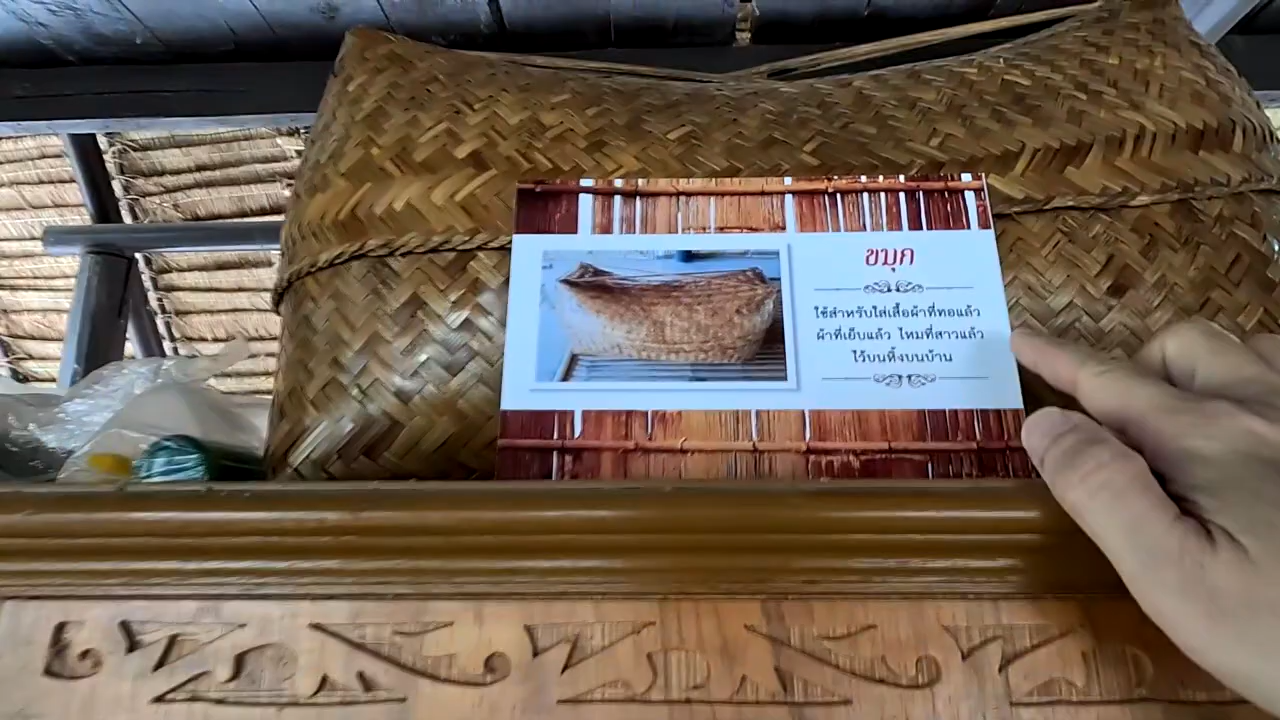 ขมุค
ใช้สำหรับใส่เสื้อผ้าที่ทอแล้ว
ผ้าที่เย็บแล้ว ไหมที่สาวแล้ว
ไว้บนหิ้งบนบ้าน